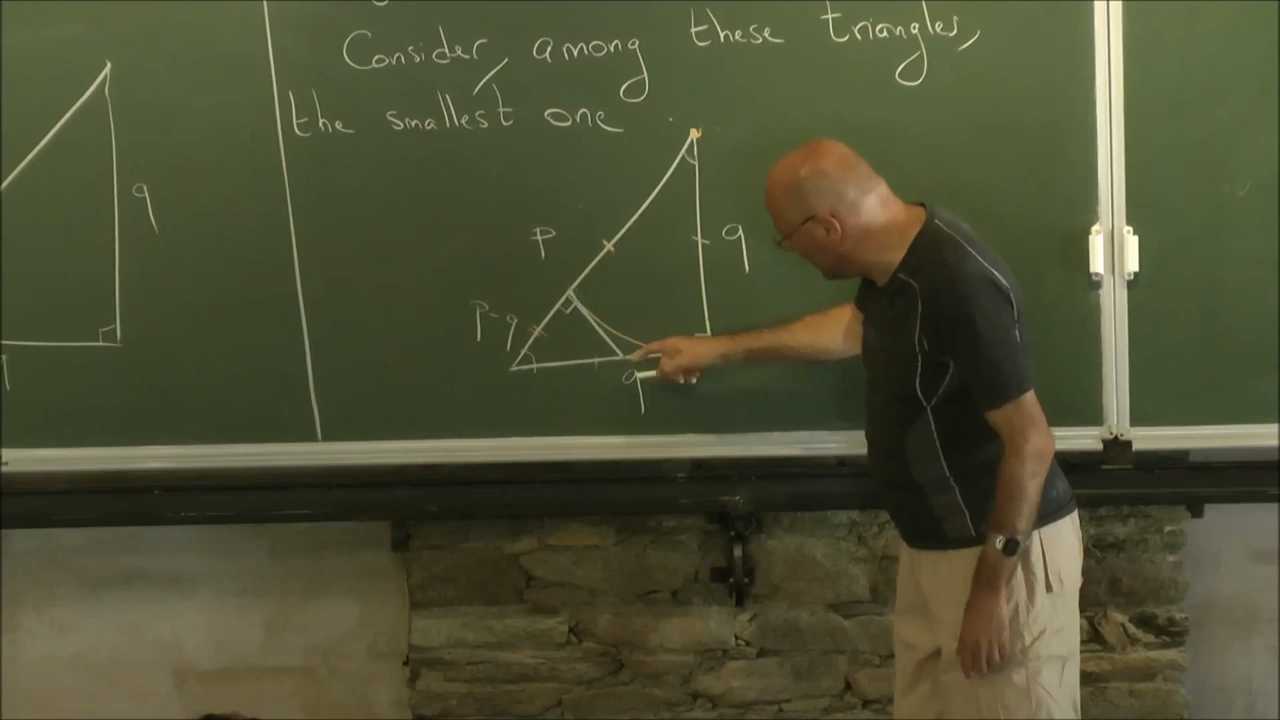 Consider, among these triangles,
the smallest one
q
p
q
p-q
q